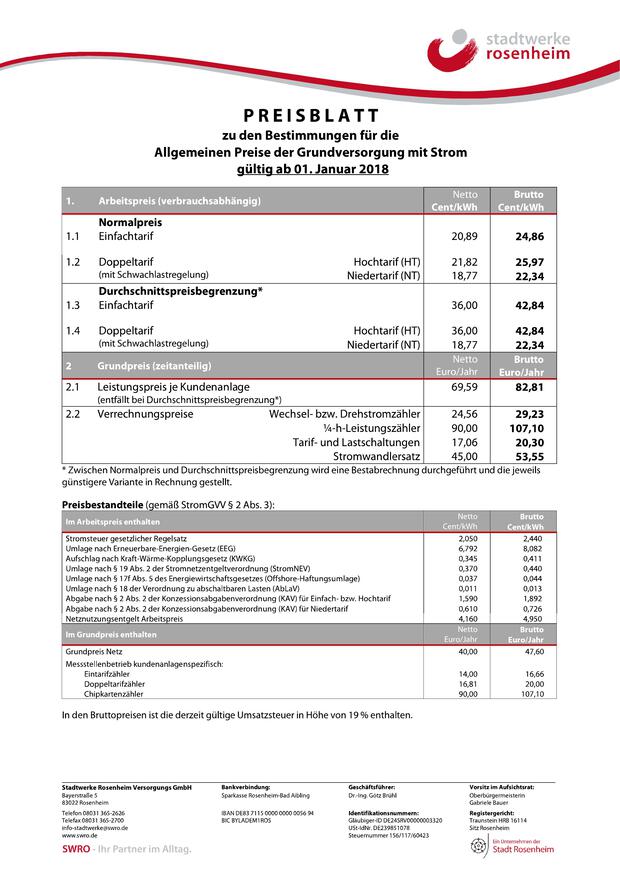 stadtwerke
rosenheim
PREISBLATT
zu den Bestimmungen für die
Allgemeinen Preise der Grundversorgung mit Strom
gültig ab 01. Januar 2018
1. Arbeitspreis (verbrauchsabhängig) Netto Cent/kWh Brutto Cent/kWh
Normalpreis
1.1 Einfachtarif 20,89 24,86
1.2 Doppeltarif Hochtarif (HT) 21,82 25,97
(mit Schwachlastregelung) Niedertarif (NT) 18,77 22,34
Durchschnittspreisbegrenzung*
1.3 Einfachtarif 36,00 42,84
1.4 Doppeltarif Hochtarif (HT) 36,00 42,84
(mit Schwachlastregelung) Niedertarif (NT) 18,77 22,34
2 Grundpreis (zeitanteilig) Netto Euro/Jahr Brutto Euro/Jahr
2.1 Leistungspreis je Kundenanlage 69,59 82,81
(entfällt bei Durchschnittspreisbegrenzung*)
2.2 Verrechnungspreise Wechsel- bzw. Drehstromzähler 24,56 29,23
¼-h-Leistungszähler 90,00 107,10
Tarif- und Lastschaltungen 17,06 20,30
Stromwandlersatz 45,00 53,55
* Zwischen Normalpreis und Durchschnittspreisbegrenzung wird eine Bestabrechnung durchgeführt und die jeweils
günstigere Variante in Rechnung gestellt.
Preisbestandteile (gemäß StromGVV § 2 Abs. 3):
Im Arbeitspreis enthalten Netto Cent/kWh Brutto Cent/kWh
Stromsteuer gesetzlicher Regelsatz 2,050 2,440
Umlage nach Erneuerbare-Energien-Gesetz (EEG) 6,792 8,082
Aufschlag nach Kraft-Wärme-Kopplungsgesetz (KWKG) 0,345 0,411
Umlage nach § 19 Abs. 2 der Stromnetzentgeltverordnung (StromNEV) 0,370 0,440
Umlage nach § 17f Abs. 5 des Energiewirtschaftsgesetzes (Offshore-Haftungsumlage) 0,037 0,044
Umlage nach § 18 der Verordnung zu abschaltbaren Lasten (AbLaV) 0,011 0,013
Abgabe nach § 2 Abs. 2 der Konzessionsabgabenverordnung (KAV) für Einfach- bzw. Hochtarif 1,590 1,892
Abgabe nach § 2 Abs. 2 der Konzessionsabgabenverordnung (KAV) für Niedertarif 0,610 0,726
Netznutzungsentgelt Arbeitspreis 4,160 4,950
Im Grundpreis enthalten Netto Euro/Jahr Brutto Euro/Jahr
Grundpreis Netz 40,00 47,60
Messstellenbetrieb kundenanlagenspezifisch:
Eintarifzähler 14,00 16,66
Doppeltarifzähler 16,81 20,00
Chipkartenzähler 90,00 107,10
In den Bruttopreisen ist die derzeit gültige Umsatzsteuer in Höhe von 19 % enthalten.
Stadtwerke Rosenheim Versorgungs GmbH
Bayerstraße 5
83022 Rosenheim
Telefon 08031 365-2626
Telefax 08031 365-2700
info-stadtwerke@swro.de
www.swro.de
Bankverbindung:
Sparkasse Rosenheim-Bad Aibling
IBAN DE83 7115 0000 0000 0056 94
BIC BYLADEM1ROS
Geschäftsführer:
Dr.-Ing. Götz Brühl
Identifikationsnummern:
Gläubiger-ID DE24SRV00000003320
USt-IdNr. DE239851078
Steuernummer 156/117/60423
Vorsitz im Aufsichtsrat:
Oberbürgermeisterin
Gabriele Bauer
Registergericht:
Traunstein HRB 16114
Sitz Rosenheim
SWRO - Ihr Partner im Alltag.
Ein Unternehmen der
Stadt Rosenheim